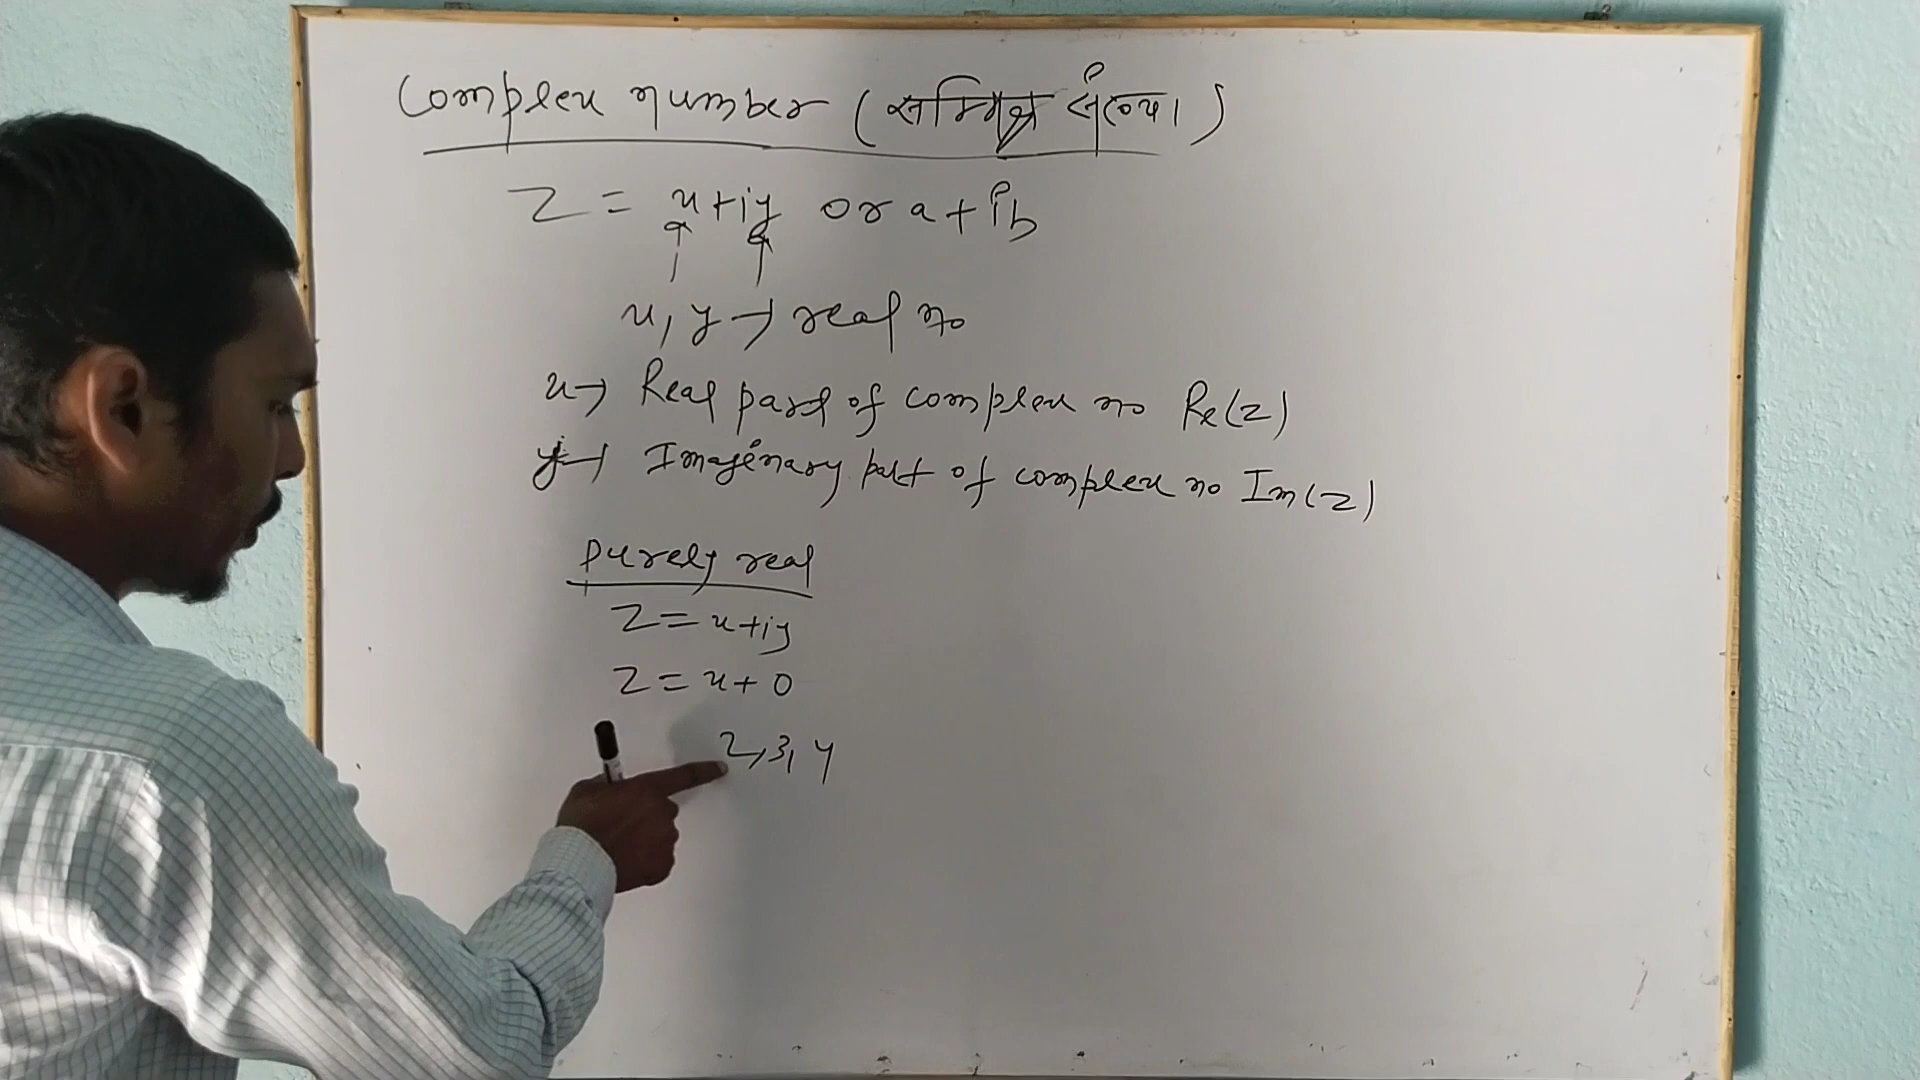 Complex number (सम्मिश्र संख्या)
Z = x+iy or a+ib
x, y → real no
x → Real part of complex no Re(z)
y → Imaginary part of complex no Im(z)
Purely real
Z = x+iy
Z = x+0
2, 3, 4